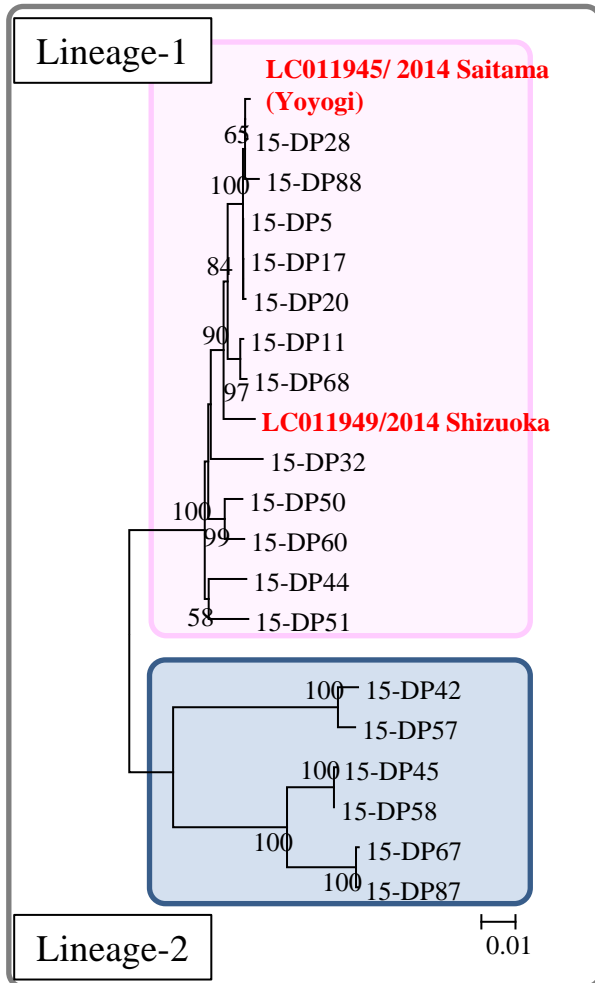 Lineage-1
LC011945/ 2014 Saitama
(Yoyogi)
65
15-DP28
100
15-DP88
15-DP5
84
15-DP17
15-DP20
90
15-DP11
97
15-DP68
LC011949/2014 Shizuoka
15-DP32
100
15-DP50
99
15-DP60
15-DP44
58
15-DP51
100
15-DP42
15-DP57
100
15-DP45
15-DP58
100
15-DP67
100
15-DP87
Lineage-2
0.01